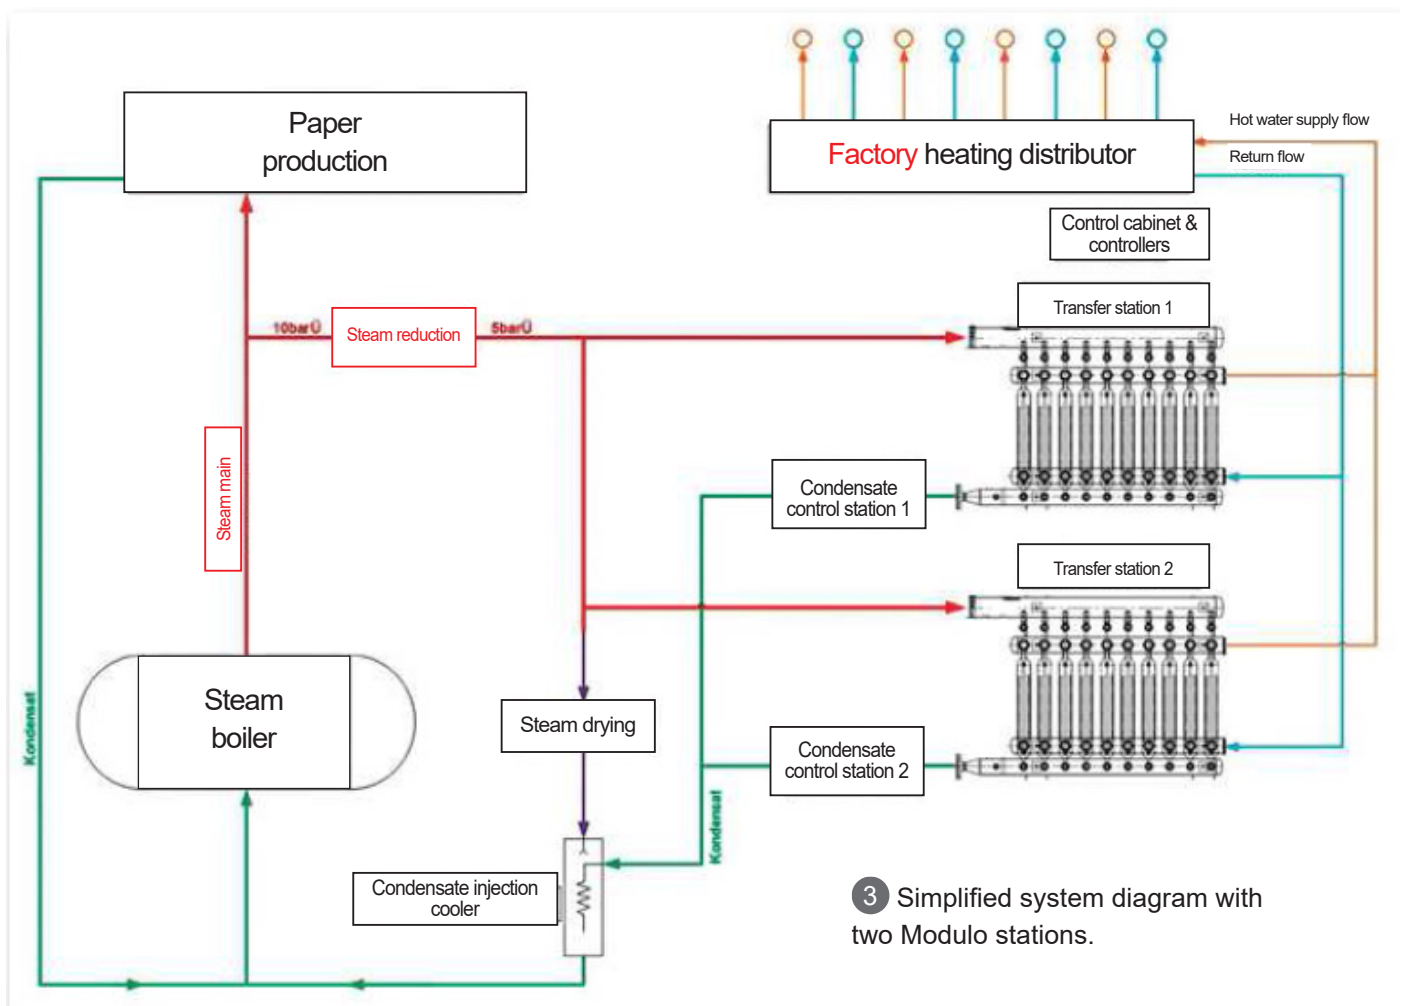 Paper
production
Factory heating distributor
Hot water supply flow
Return flow
Control cabinet &
controllers
Transfer station 1
10barÜ
Steam reduction
5barÜ
Steam main
Condensate
control station 1
Transfer station 2
Steam
boiler
Steam drying
Condensate
control station 2
Kondensat
Kondensat
Condensate injection
cooler
3 Simplified system diagram with
two Modulo stations.